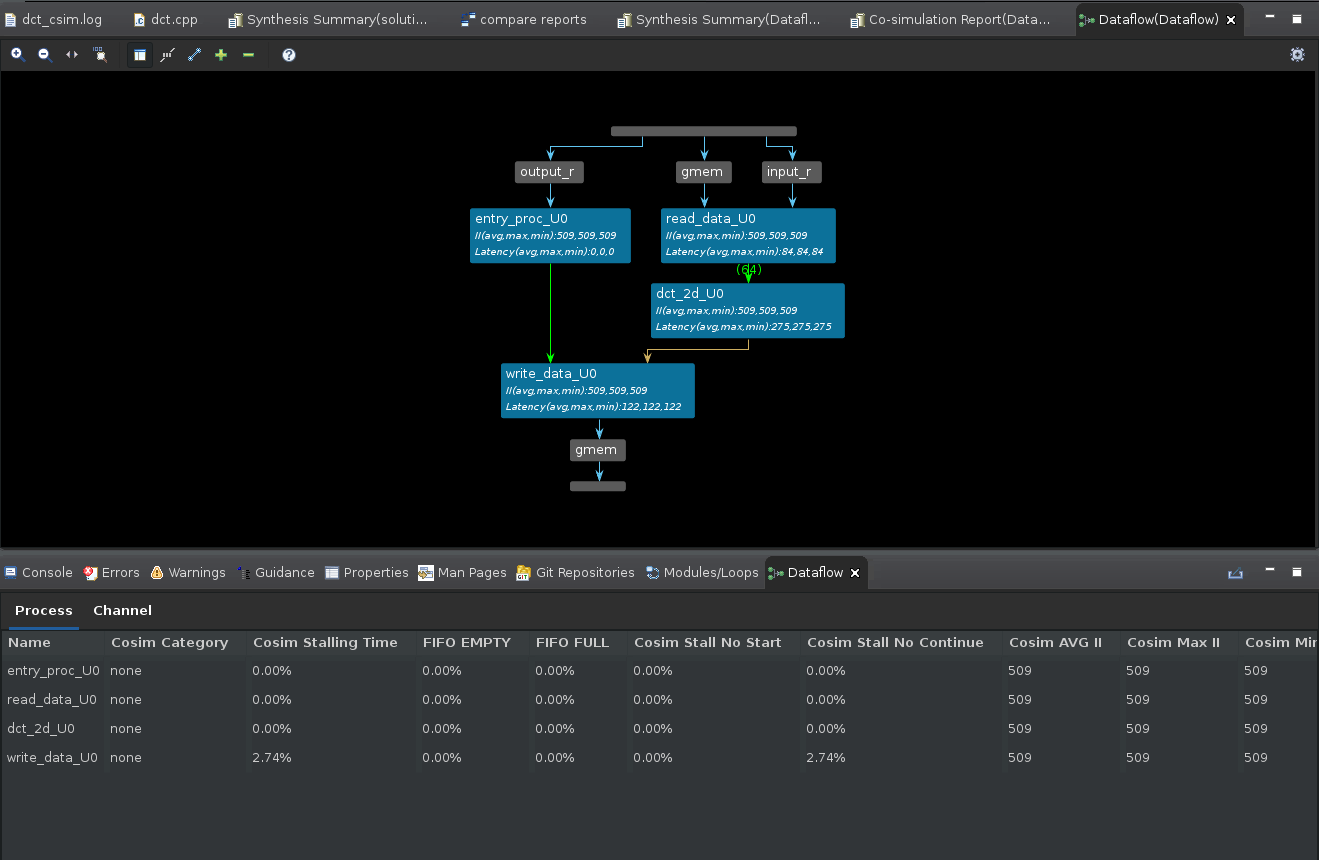 dct_csim.log dct.cpp Synthesis Summary(soluti... compare reports Synthesis Summary(Datafl... Co-simulation Report(Data... Dataflow(Dataflow)
output_r gmem input_r
entry_proc_U0
II(avg,max,min):509,509,509
Latency(avg,max,min):0,0,0
read_data_U0
II(avg,max,min):509,509,509
Latency(avg,max,min):84,84,84
(64)
dct_2d_U0
II(avg,max,min):509,509,509
Latency(avg,max,min):275,275,275
write_data_U0
II(avg,max,min):509,509,509
Latency(avg,max,min):122,122,122
gmem
Console Errors Warnings Guidance Properties Man Pages Git Repositories Modules/Loops Dataflow
Process Channel
Name Cosim Category Cosim Stalling Time FIFO EMPTY FIFO FULL Cosim Stall No Start Cosim Stall No Continue Cosim AVG II Cosim Max II Cosim Min
entry_proc_U0 none 0.00% 0.00% 0.00% 0.00% 0.00% 509 509 509
read_data_U0 none 0.00% 0.00% 0.00% 0.00% 0.00% 509 509 509
dct_2d_U0 none 0.00% 0.00% 0.00% 0.00% 0.00% 509 509 509
write_data_U0 none 2.74% 0.00% 0.00% 0.00% 2.74% 509 509 509